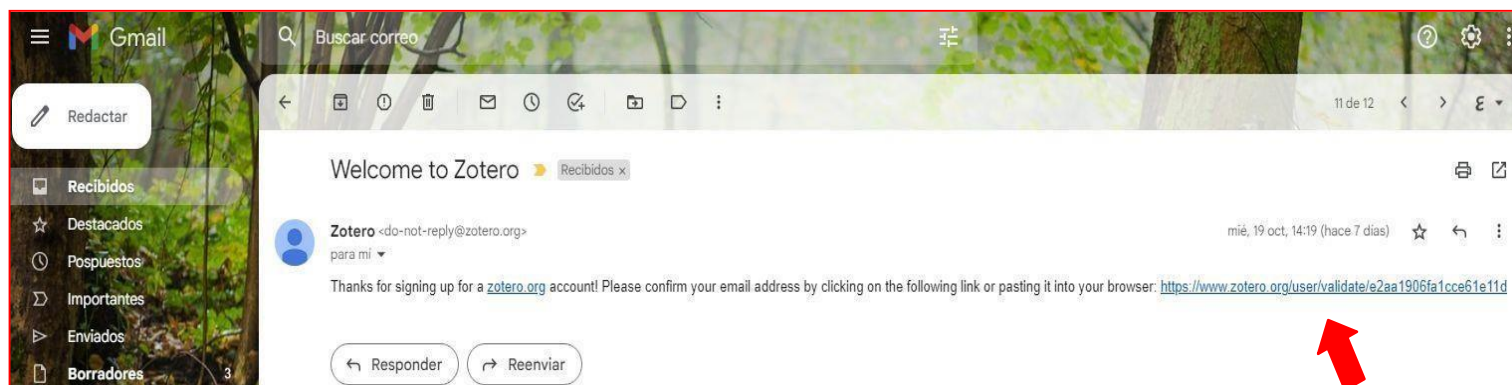 Gmail
Buscar correo
Redactar
11 de 12
Welcome to Zotero Recibidos x
Recibidos
Destacados
Pospuestos
Importantes
Enviados
Borradores 3
Zotero <do-not-reply@zotero.org> mié, 19 oct, 14:19 (hace 7 días)
para mí
Thanks for signing up for a zotero.org account! Please confirm your email address by clicking on the following link or pasting it into your browser: https://www.zotero.org/user/validate/e2aa1906fa1cce61e11d
Responder Reenviar